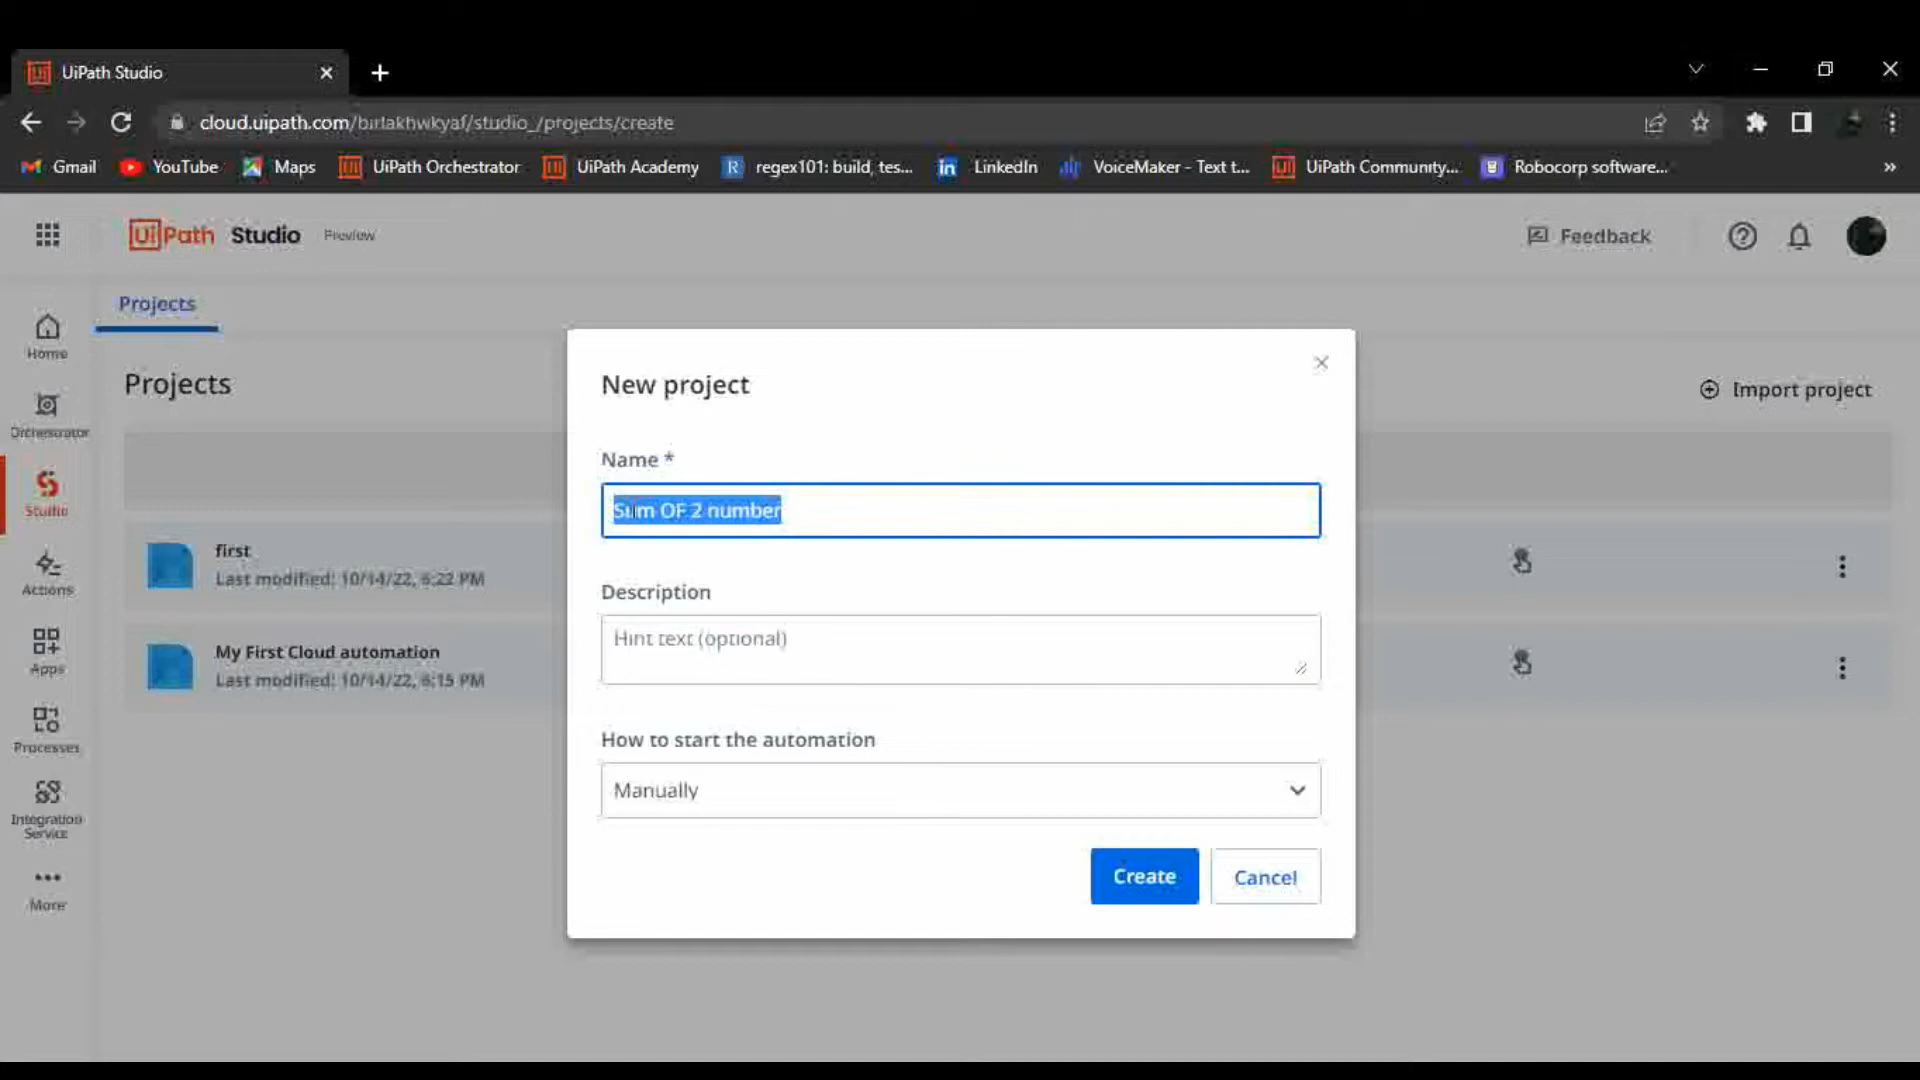 UiPath Studio
cloud.uipath.com/birlakhwkyaf/studio_/projects/create
Gmail
YouTube
Maps
UiPath Orchestrator
UiPath Academy
regex101: build, tes...
LinkedIn
VoiceMaker - Text t...
UiPath Community...
Robocorp software...
UiPath Studio Preview
Feedback
Projects
Home
Orchestrator
Studio
Actions
Apps
Processes
Integration
Service
More
Projects
Import project
first
Last modified: 10/14/22, 6:22 PM
My First Cloud automation
Last modified: 10/14/22, 6:15 PM
New project
Name *
Sum OF 2 number
Description
Hint text (optional)
How to start the automation
Manually
Create
Cancel